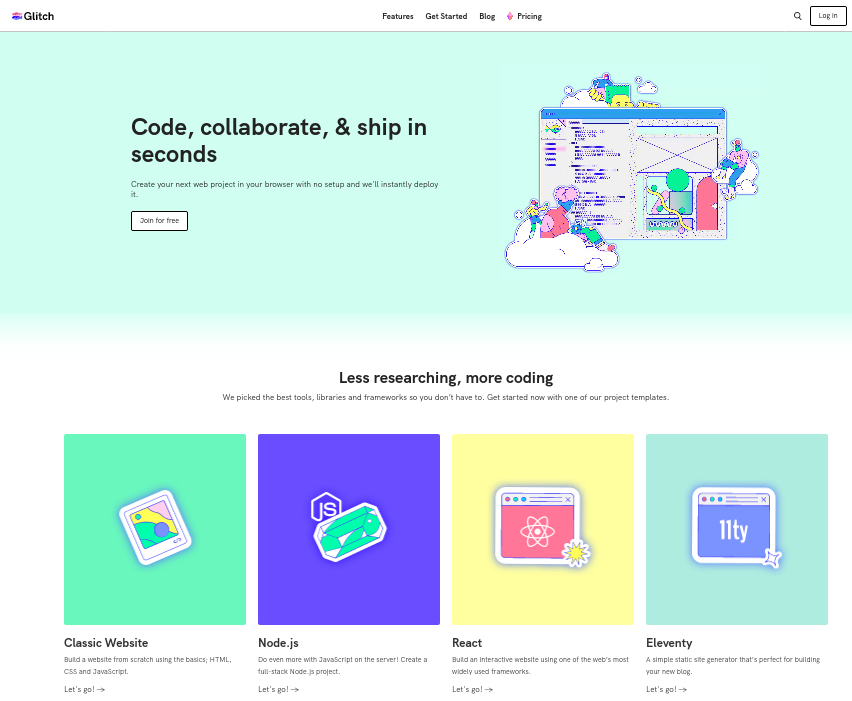 Glitch
Features Get Started Blog Pricing
Log in
Code, collaborate, & ship in
seconds
Create your next web project in your browser with no setup and we'll instantly deploy
it.
Join for free
Less researching, more coding
We picked the best tools, libraries and frameworks so you don't have to. Get started now with one of our project templates.
JS
11ty
Classic Website
Build a website from scratch using the basics; HTML,
CSS and JavaScript.
Let's go! →
Node.js
Do even more with JavaScript on the server! Create a
full-stack Node.js project.
Let's go! →
React
Build an interactive website using one of the web's most
widely used frameworks.
Let's go! →
Eleventy
A simple static site generator that's perfect for building
your new blog.
Let's go! →